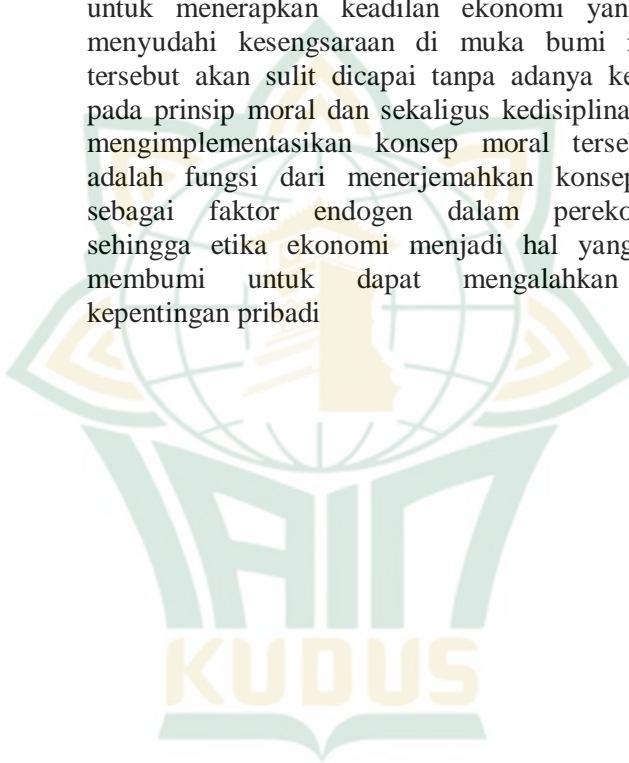 untuk menerapkan keadilan ekonomi yan
menyudahi kesengsaraan di muka bumi
tersebut akan sulit dicapai tanpa adanya ke
pada prinsip moral dan sekaligus kedisiplina
mengimplementasikan konsep moral terse
adalah fungsi dari menerjemahkan konsep
sebagai faktor endogen dalam pereko
sehingga etika ekonomi menjadi hal yang
membumi untuk dapat mengalahkan
kepentingan pribadi
IAIN
KUDUS